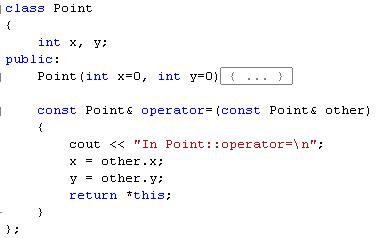 class Point
{
    int x, y;
public:
    Point(int x=0, int y=0){ ... }
    const Point& operator=(const Point& other)
    {
        cout << "In Point::operator=\n";
        x = other.x;
        y = other.y;
        return *this;
    }
};